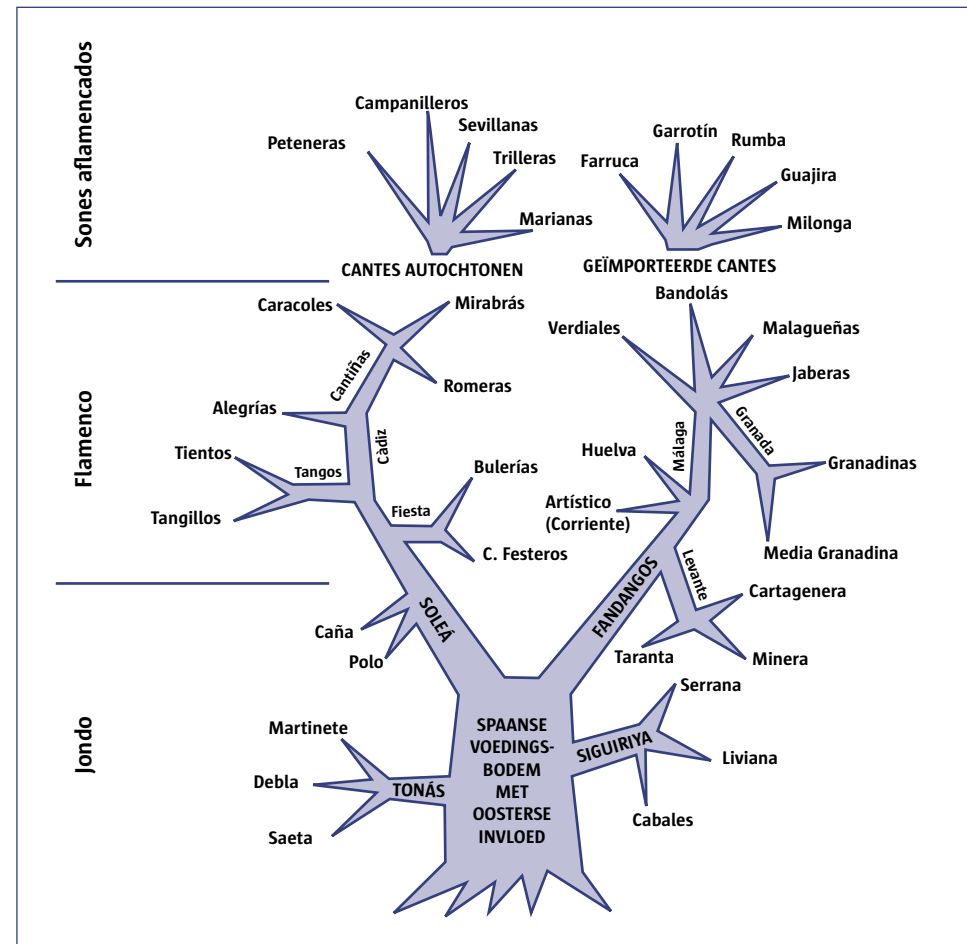 Sones aflamencados
Campanilleros
Peteneras
Sevillanas
Trilleras
Marianas
CANTES AUTOCHTONEN
Garrotín
Rumba
Farruca
Guajira
Milonga
GEÏMPORTEERDE CANTES
Flamenco
Caracoles
Mirabrás
Cantiñas
Romeras
Alegrías
Càdiz
Tientos
Tangos
Tangillos
Fiesta
Bulerías
C. Festeros
Bandolás
Verdiales
Malagueñas
Jaberas
Granada
Málaga
Huelva
Granadinas
Artístico
(Corriente)
Media Granadina
Jondo
SOLEÁ
Caña
Polo
FANDANGOS
Levante
Cartagenera
Taranta
Minera
Martinete
Debla
TONÁS
Saeta
SPAANSE
VOEDINGS-
BODEM
MET
OOSTERSE
INVLOED
SIGUIRIYA
Serrana
Liviana
Cabales